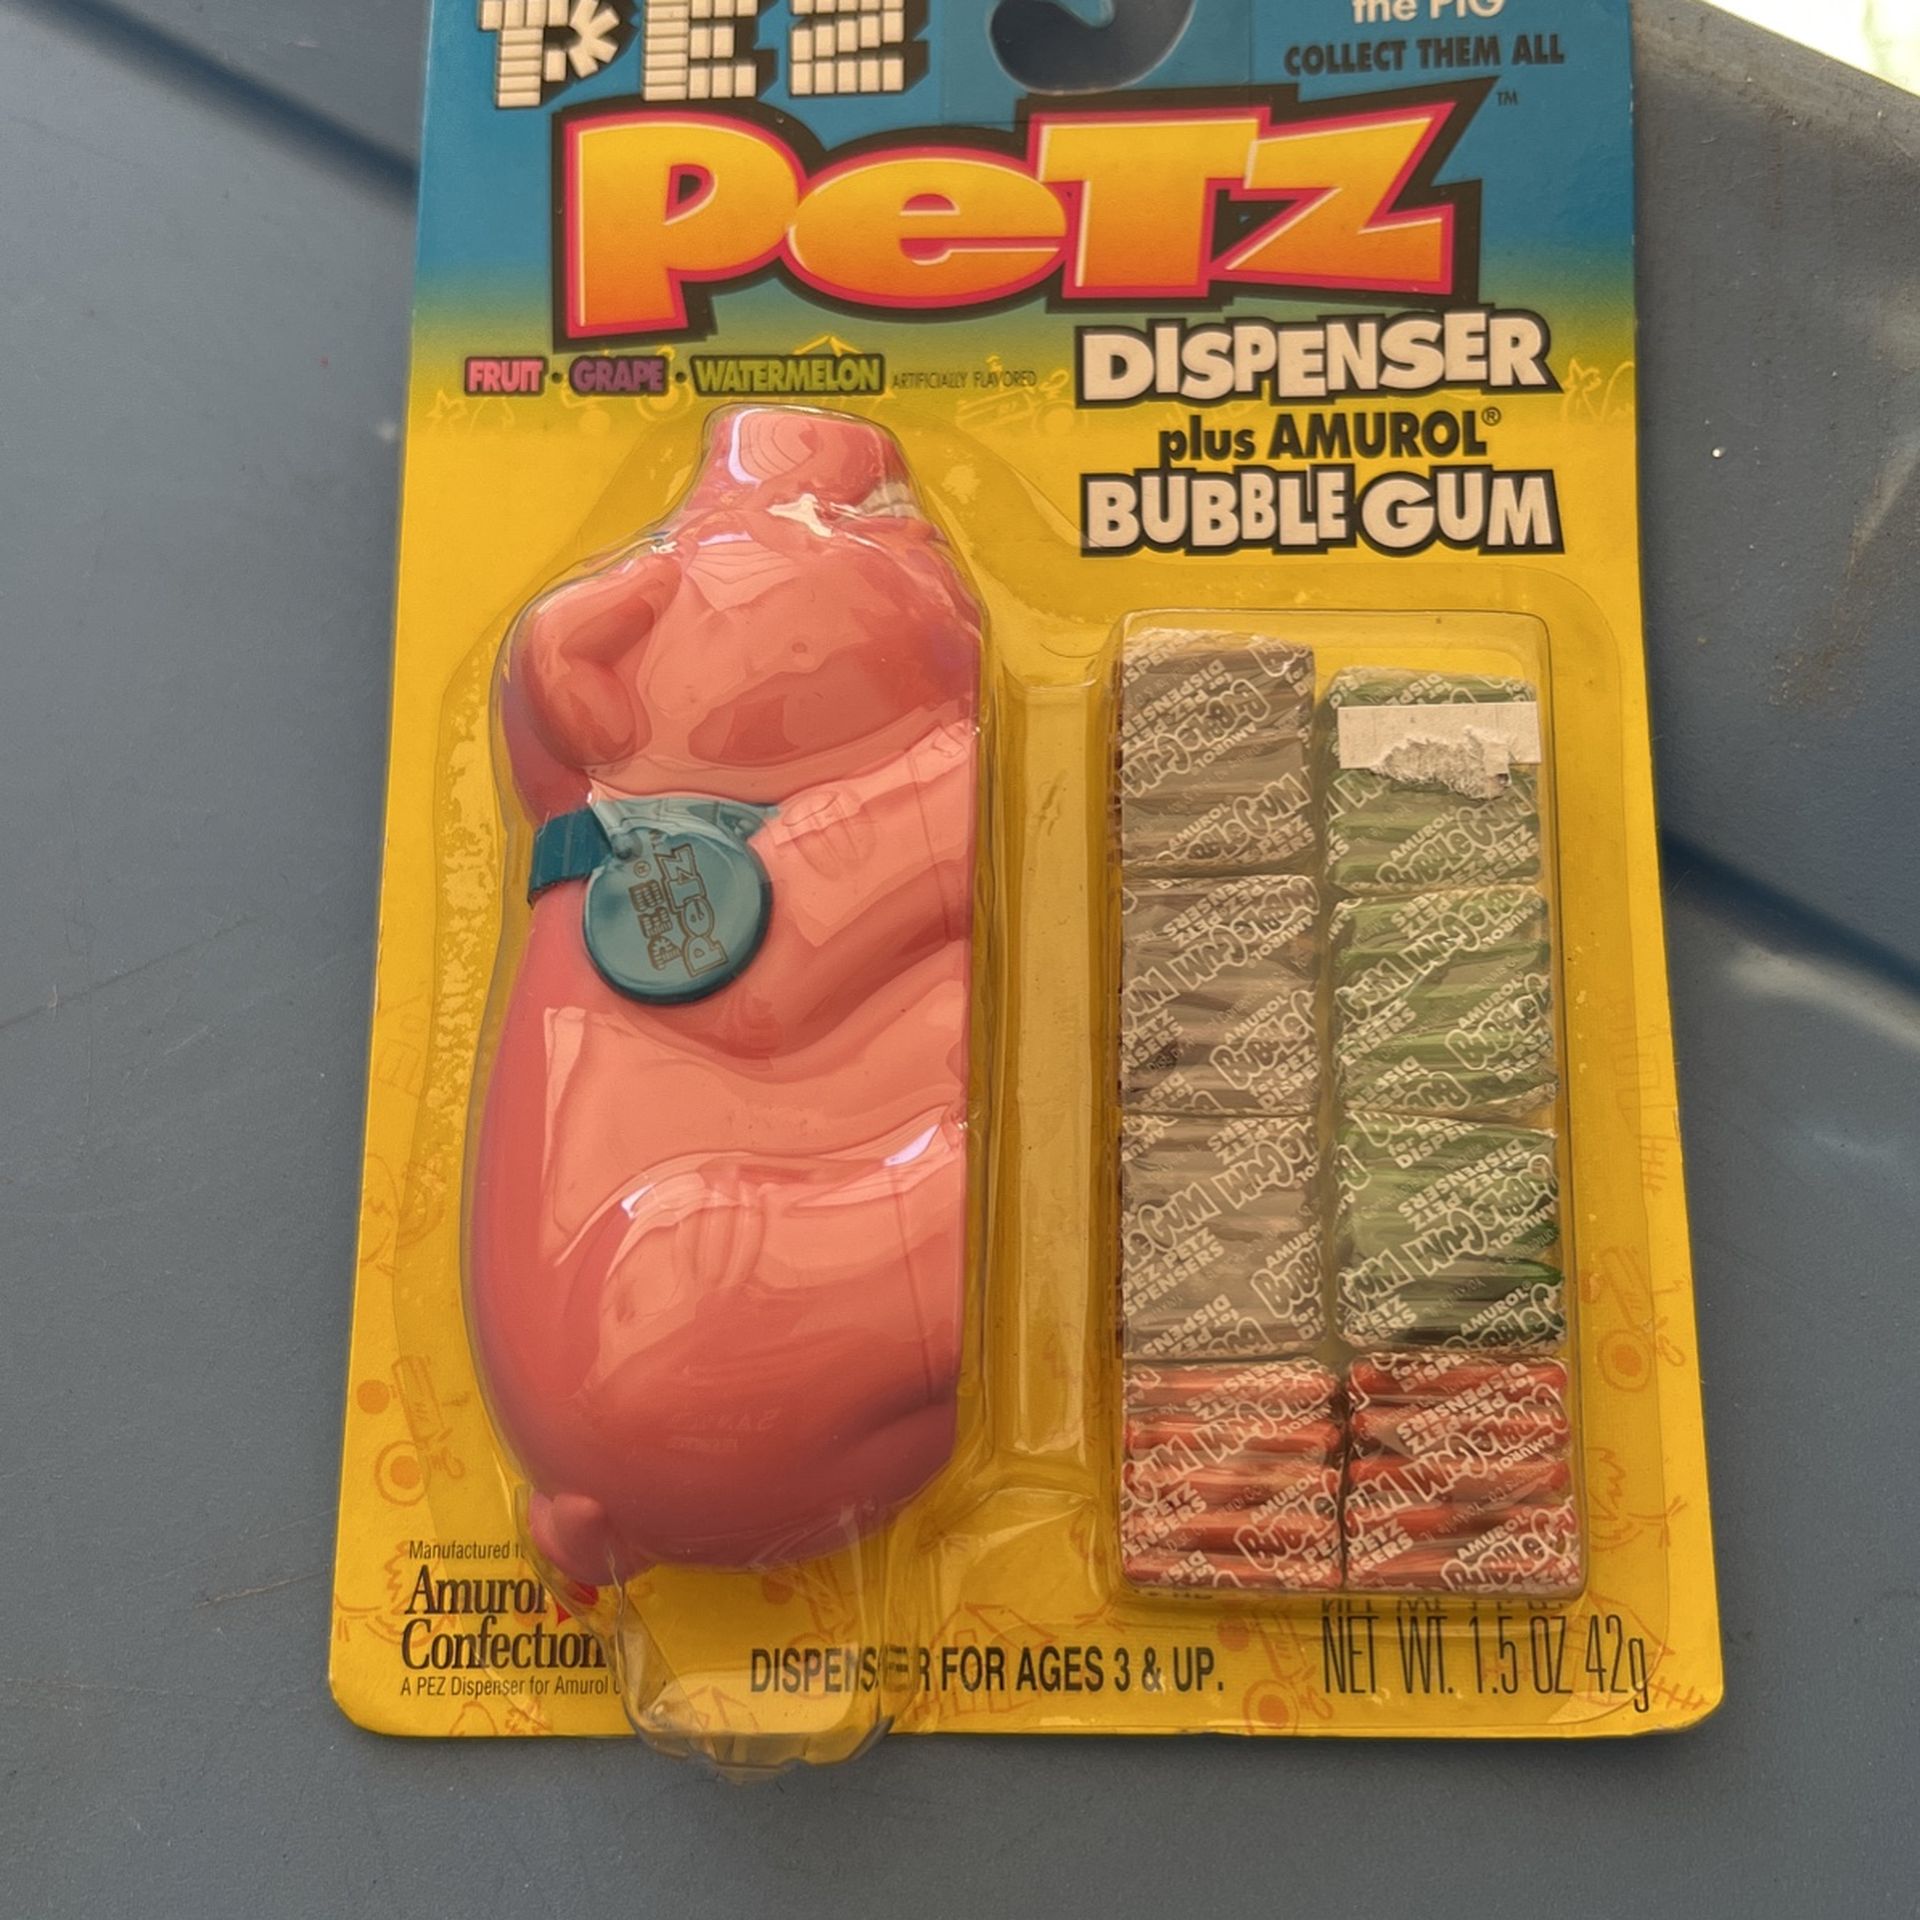 PEZ
the PIG
COLLECT THEM ALL
PeTZ™
FRUIT · GRAPE · WATERMELON ARTIFICIALLY FLAVORED
DISPENSER
plus AMUROL®
BUBBLE GUM
PEZ®
PeTZ
AMUROL
BUBBLE GUM
for PEZ PETZ
DISPENSERS
Manufactured
Amurol
Confection
A PEZ Dispenser for Amurol
DISPENSER FOR AGES 3 & UP.
NET WT. 1.5 OZ 42g